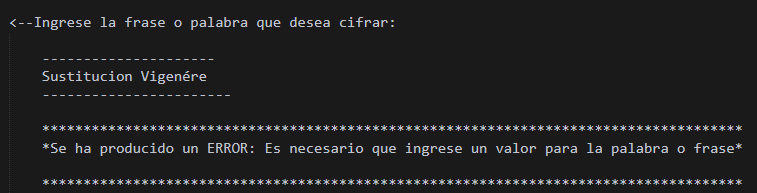 <--Ingrese la frase o palabra que desea cifrar:
---------------------
Sustitucion Vigenére
-----------------------
*************************************************************************************
*Se ha producido un ERROR: Es necesario que ingrese un valor para la palabra o frase*
*************************************************************************************